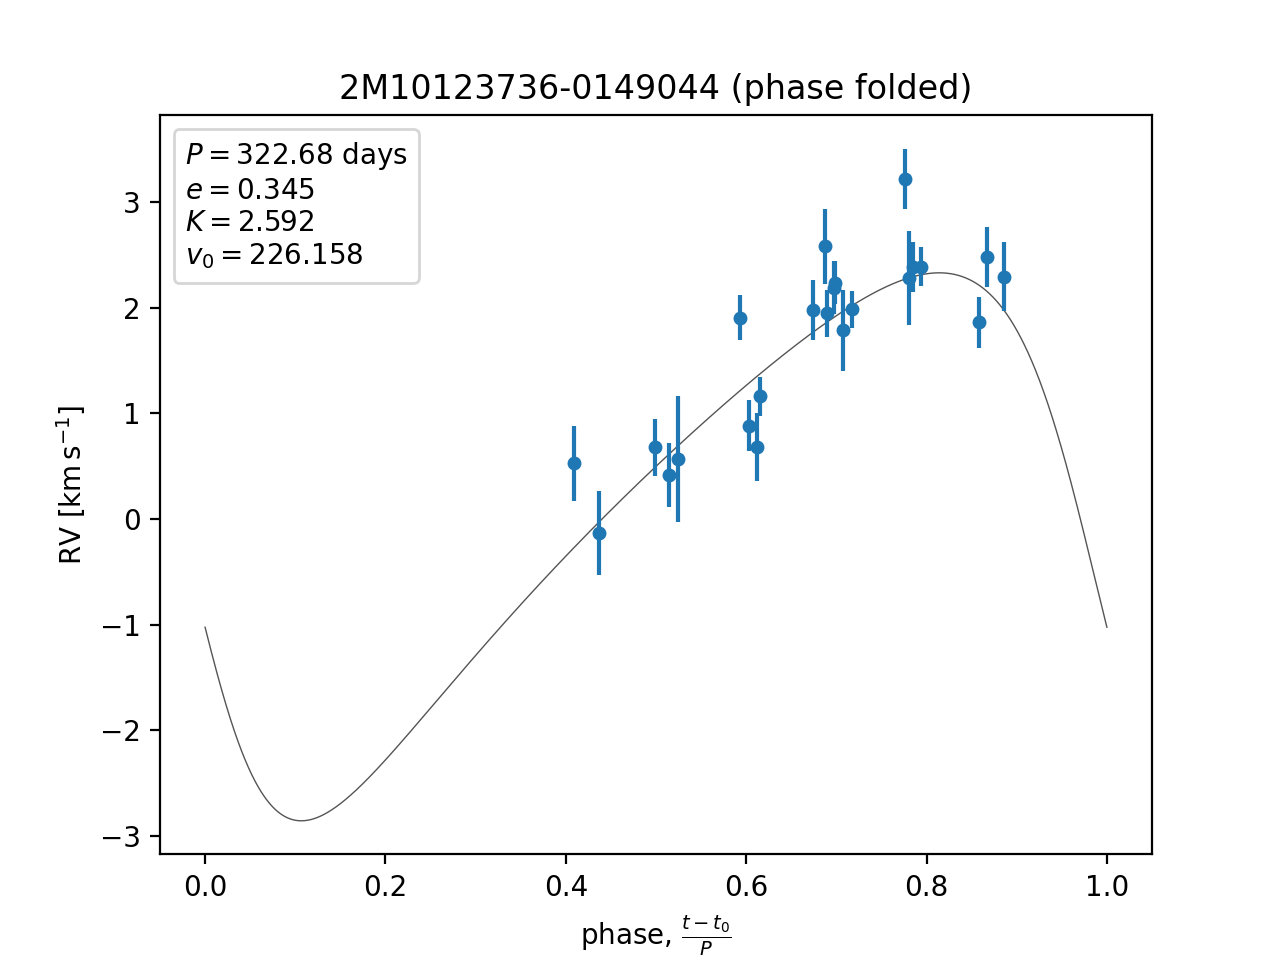 2M10123736-0149044 (phase folded)
P = 322.68 days
e = 0.345
K = 2.592
v₀ = 226.158
3
2
1
0
−1
−2
−3
RV [km s⁻¹]
0.0 0.2 0.4 0.6 0.8 1.0
phase, (t − t₀)/P